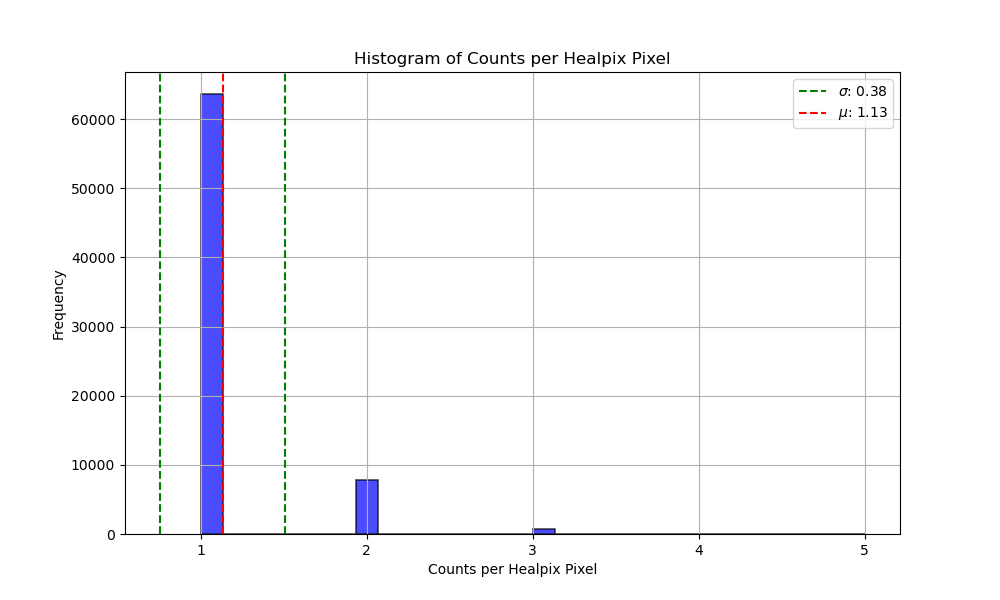 Histogram of Counts per Healpix Pixel
σ: 0.38
μ: 1.13
Frequency
60000
50000
40000
30000
20000
10000
0
1 2 3 4 5
Counts per Healpix Pixel